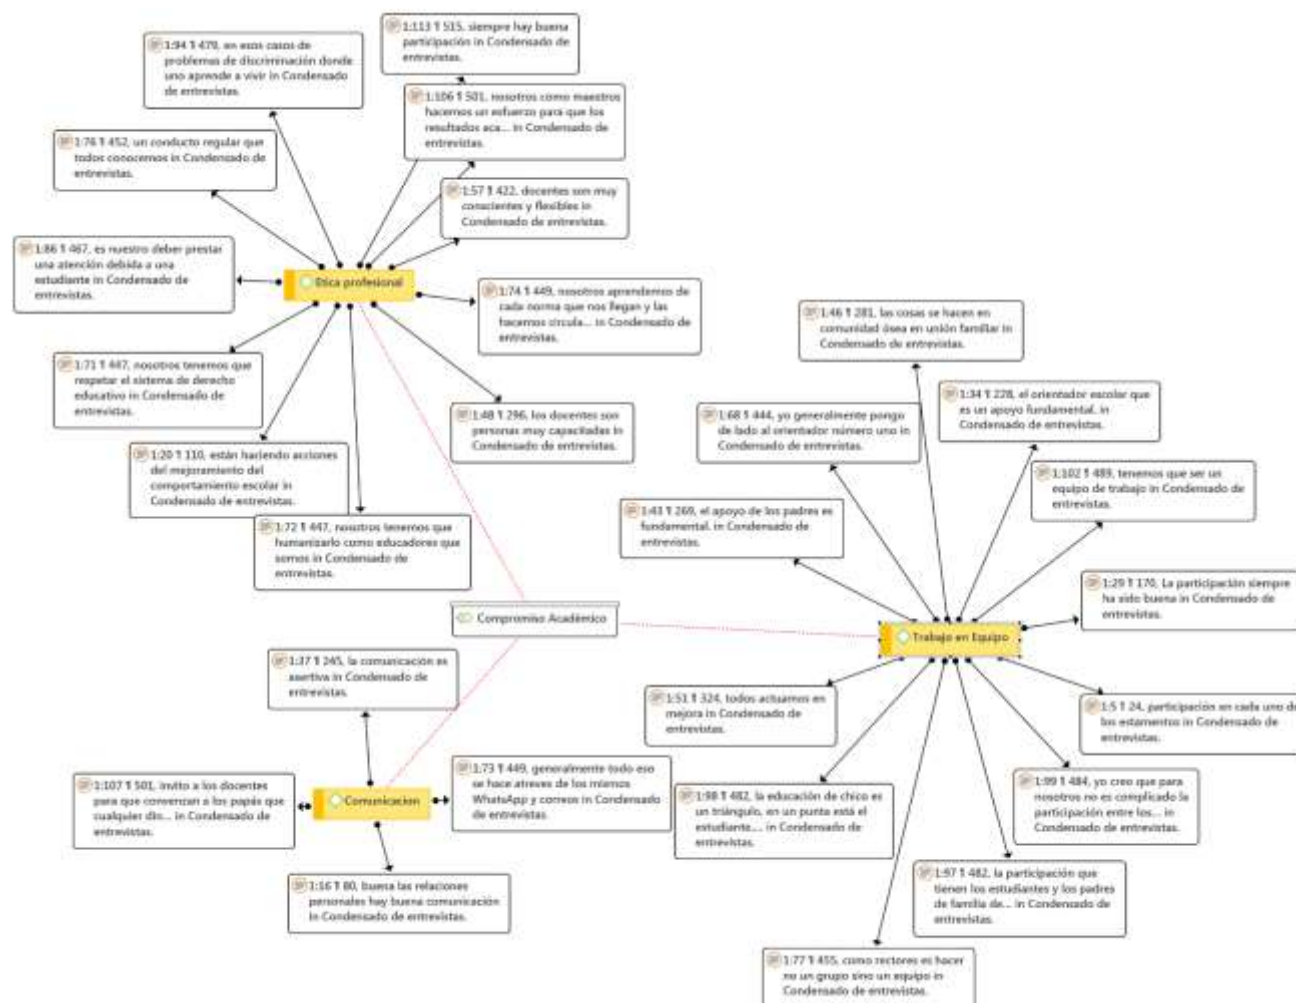 1:113 ¶ 515, siempre hay buena
participación in Condensado de
entrevistas.
1:94 ¶ 479, en esos casos de
problemas de discriminación donde
uno aprende a vivir in Condensado
de entrevistas.
1:106 ¶ 501, nosotros como maestros
hacemos un esfuerzo para que los
resultados aca... in Condensado de
entrevistas.
1:76 ¶ 452, un conducto regular que
todos conocemos in Condensado de
entrevistas.
1:57 ¶ 422, docentes son muy
conscientes y flexibles in
Condensado de entrevistas.
1:86 ¶ 467, es nuestro deber prestar
una atención debida a una
estudiante in Condensado de
entrevistas.
Etica profesional
1:74 ¶ 449, nosotros aprendemos de
cada norma que nos llegan y las
hacemos circula... in Condensado de
entrevistas.
1:71 ¶ 447, nosotros tenemos que
respetar el sistema de derecho
educativo in Condensado de
entrevistas.
1:48 ¶ 296, los docentes son
personas muy capacitadas in
Condensado de entrevistas.
1:20 ¶ 110, están haciendo acciones
del mejoramiento del
comportamiento escolar in
Condensado de entrevistas.
1:72 ¶ 447, nosotros tenemos que
humanizarlo como educadores que
somos in Condensado de
entrevistas.
1:46 ¶ 281, las cosas se hacen en
comunidad ósea en unión familiar in
Condensado de entrevistas.
1:34 ¶ 228, el orientador escolar que
es un apoyo fundamental. in
Condensado de entrevistas.
1:68 ¶ 444, yo generalmente pongo
de lado al orientador número uno in
Condensado de entrevistas.
1:102 ¶ 489, tenemos que ser un
equipo de trabajo in Condensado de
entrevistas.
1:43 ¶ 269, el apoyo de los padres es
fundamental. in Condensado de
entrevistas.
1:29 ¶ 170, La participación siempre
ha sido buena in Condensado de
entrevistas.
Compromiso Académico
Trabajo en Equipo
1:37 ¶ 245, la comunicación es
asertiva in Condensado de
entrevistas.
1:51 ¶ 324, todos actuamos en
mejora in Condensado de
entrevistas.
1:5 ¶ 24, participación en cada uno de
los estamentos in Condensado de
entrevistas.
1:107 ¶ 501, invito a los docentes
para que convenzan a los papás que
cualquier din... in Condensado de
entrevistas.
Comunicacion
1:73 ¶ 449, generalmente todo eso
se hace atreves de los mismos
WhatsApp y correos in Condensado
de entrevistas.
1:98 ¶ 482, la educación de chico es
un triángulo, en un punta está el
estudiante.... in Condensado de
entrevistas.
1:99 ¶ 484, yo creo que para
nosotros no es complicado la
participación entre los... in
Condensado de entrevistas.
1:16 ¶ 80, buena las relaciones
personales hay buena comunicación
in Condensado de entrevistas.
1:97 ¶ 482, la participación que
tienen los estudiantes y los padres
de familia de... in Condensado de
entrevistas.
1:77 ¶ 455, como rectores es hacer
no un grupo sino un equipo in
Condensado de entrevistas.